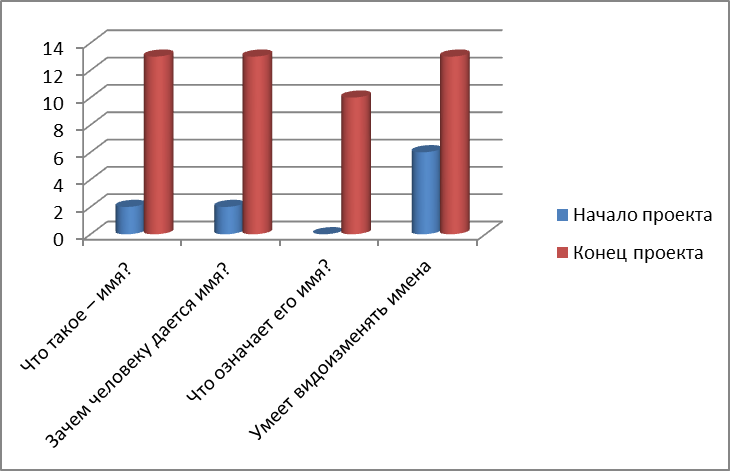 14
12
10
8
6
4
2
0
Что такое – имя?
Зачем человеку дается имя?
Что означает его имя?
Умеет видоизменять имена
Начало проекта
Конец проекта